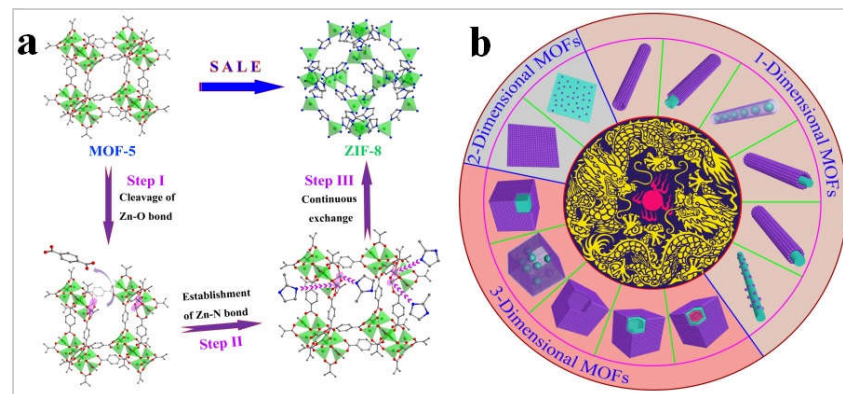 a
SALE
MOF-5
ZIF-8
Step I
Cleavage of
Zn-O bond
Step III
Continuous
exchange
Establishment
of Zn-N bond
Step II
b
2-Dimensional MOFs
1-Dimensional MOFs
3-Dimensional MOFs